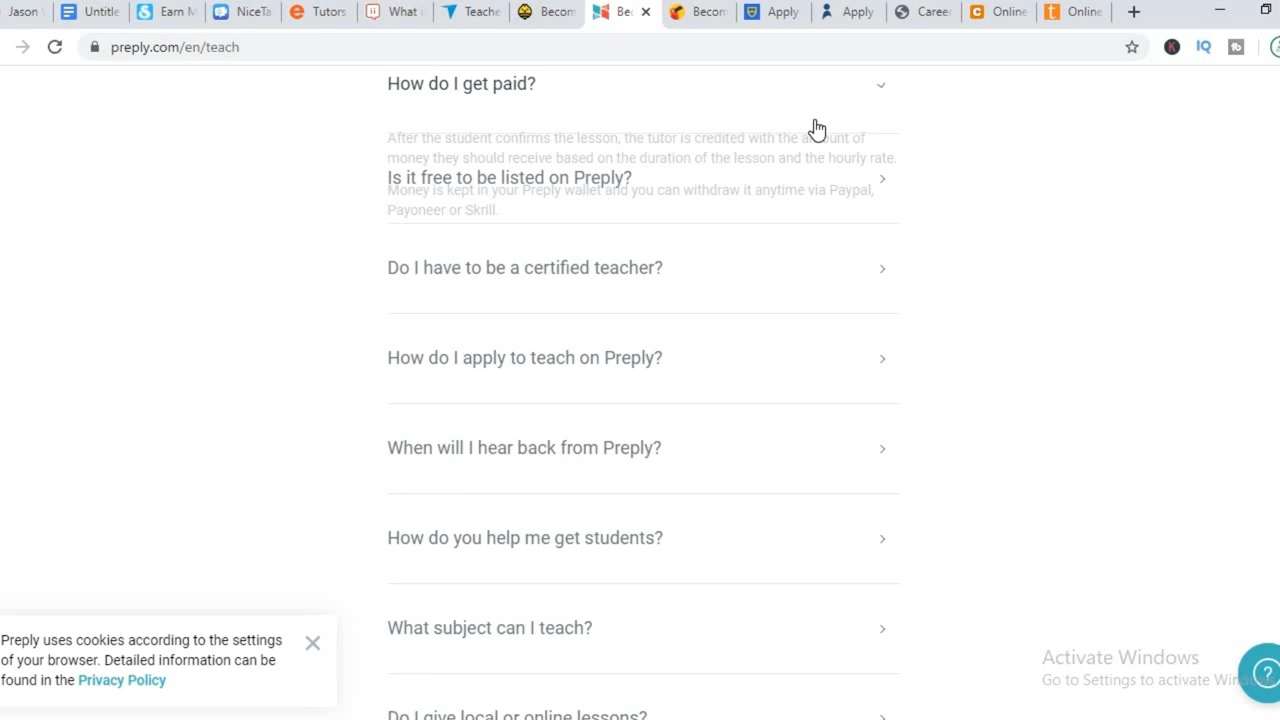 Jason
Untitle
Earn M
NiceTa
Tutors
What i
Teache
Becom
Be
Becom
Apply
Apply
Caree
Online
Online
preply.com/en/teach
How do I get paid?
After the student confirms the lesson, the tutor is credited with the amount of
money they should receive based on the duration of the lesson and the hourly rate.
Is it free to be listed on Preply?
Money is kept in your Preply wallet and you can withdraw it anytime via Paypal,
Payoneer or Skrill.
Do I have to be a certified teacher?
How do I apply to teach on Preply?
When will I hear back from Preply?
How do you help me get students?
What subject can I teach?
Do I give local or online lessons?
Preply uses cookies according to the settings
of your browser. Detailed information can be
found in the Privacy Policy
Activate Windows
Go to Settings to activate Windows